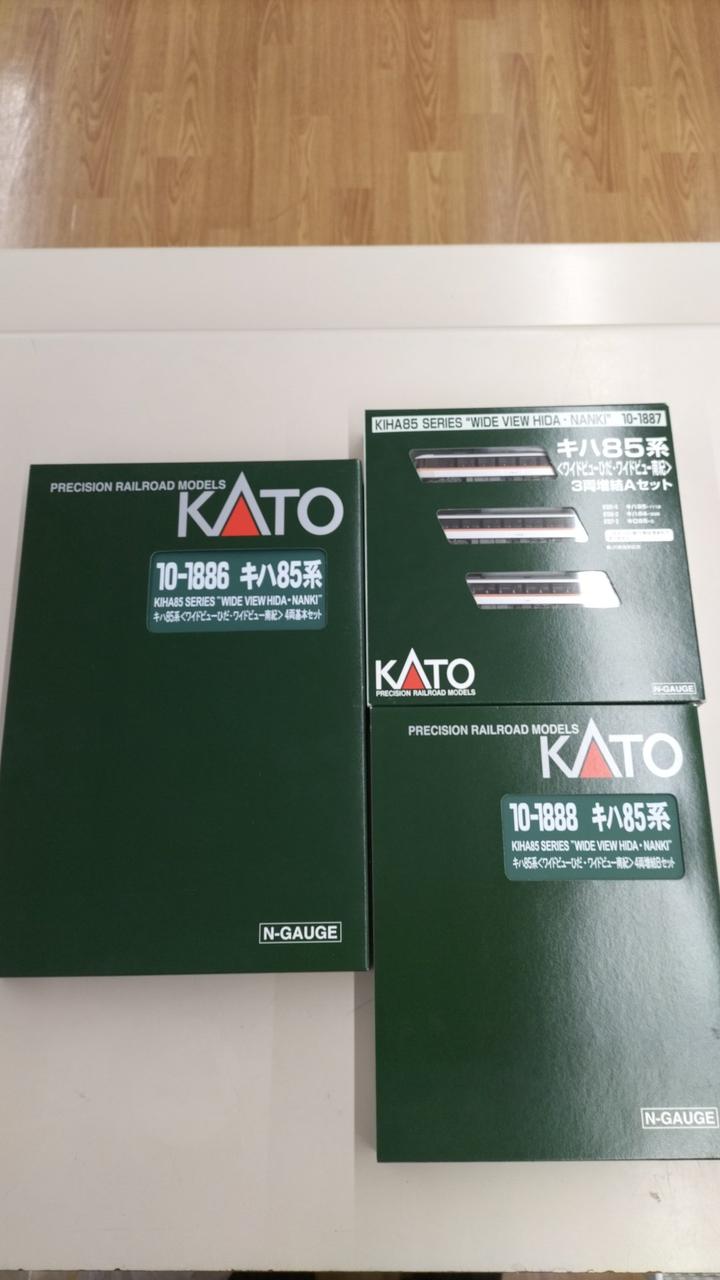 PRECISION RAILROAD MODELS
KATO
10-1886 キハ85系
KIHA85 SERIES "WIDE VIEW HIDA・NANKI"
キハ85系<ワイドビューひだ・ワイドビュー南紀> 4両基本セット
N-GAUGE
KIHA85 SERIES "WIDE VIEW HIDA・NANKI" 10-1887
キハ85系
<ワイドビューひだ・ワイドビュー南紀>
3両増結Aセット
KATO
PRECISION RAILROAD MODELS
N-GAUGE
PRECISION RAILROAD MODELS
KATO
10-1888 キハ85系
KIHA85 SERIES "WIDE VIEW HIDA・NANKI"
キハ85系<ワイドビューひだ・ワイドビュー南紀> 4両増結Bセット
N-GAUGE